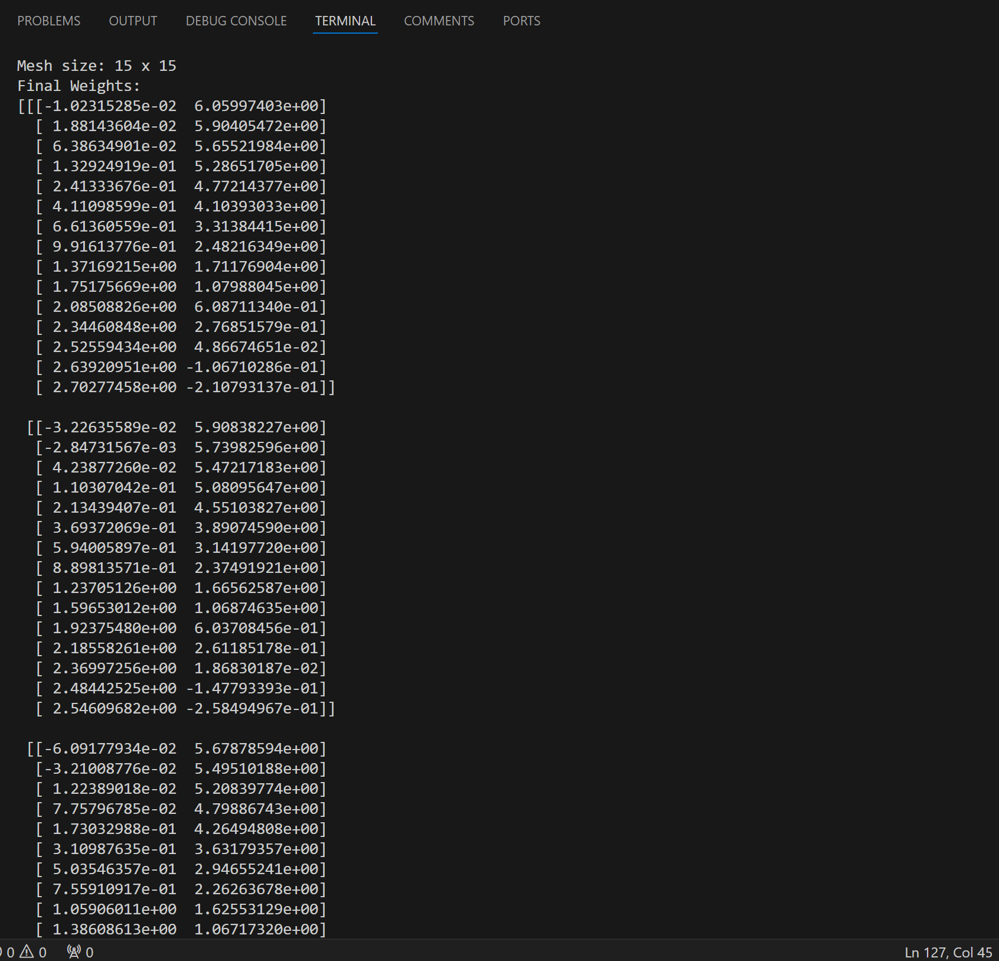 PROBLEMS OUTPUT DEBUG CONSOLE TERMINAL COMMENTS PORTS
Mesh size: 15 x 15
Final Weights:
[[[-1.02315285e-02  6.05997403e+00]
  [ 1.88143604e-02  5.90405472e+00]
  [ 6.38634901e-02  5.65521984e+00]
  [ 1.32924919e-01  5.28651705e+00]
  [ 2.41333676e-01  4.77214377e+00]
  [ 4.11098599e-01  4.10393033e+00]
  [ 6.61360559e-01  3.31384415e+00]
  [ 9.91613776e-01  2.48216349e+00]
  [ 1.37169215e+00  1.71176904e+00]
  [ 1.75175669e+00  1.07988045e+00]
  [ 2.08508826e+00  6.08711340e-01]
  [ 2.34460848e+00  2.76851579e-01]
  [ 2.52559434e+00  4.86674651e-02]
  [ 2.63920951e+00 -1.06710286e-01]
  [ 2.70277458e+00 -2.10793137e-01]]
 [[-3.22635589e-02  5.90838227e+00]
  [-2.84731567e-03  5.73982596e+00]
  [ 4.23877260e-02  5.47217183e+00]
  [ 1.10307042e-01  5.08095647e+00]
  [ 2.13439407e-01  4.55103827e+00]
  [ 3.69372069e-01  3.89074590e+00]
  [ 5.94005897e-01  3.14197720e+00]
  [ 8.89813571e-01  2.37491921e+00]
  [ 1.23705126e+00  1.66562587e+00]
  [ 1.59653012e+00  1.06874635e+00]
  [ 1.92375480e+00  6.03708456e-01]
  [ 2.18558261e+00  2.61185178e-01]
  [ 2.36997256e+00  1.86830187e-02]
  [ 2.48442525e+00 -1.47793393e-01]
  [ 2.54609682e+00 -2.58494967e-01]]
 [[-6.09177934e-02  5.67878594e+00]
  [-3.21008776e-02  5.49510188e+00]
  [ 1.22389018e-02  5.20839774e+00]
  [ 7.75796785e-02  4.79886743e+00]
  [ 1.73032988e-01  4.26494808e+00]
  [ 3.10987635e-01  3.63179357e+00]
  [ 5.03546357e-01  2.94655241e+00]
  [ 7.55910917e-01  2.26263678e+00]
  [ 1.05906011e+00  1.62553129e+00]
  [ 1.38608613e+00  1.06717320e+00]
0 0 0 Ln 127, Col 45